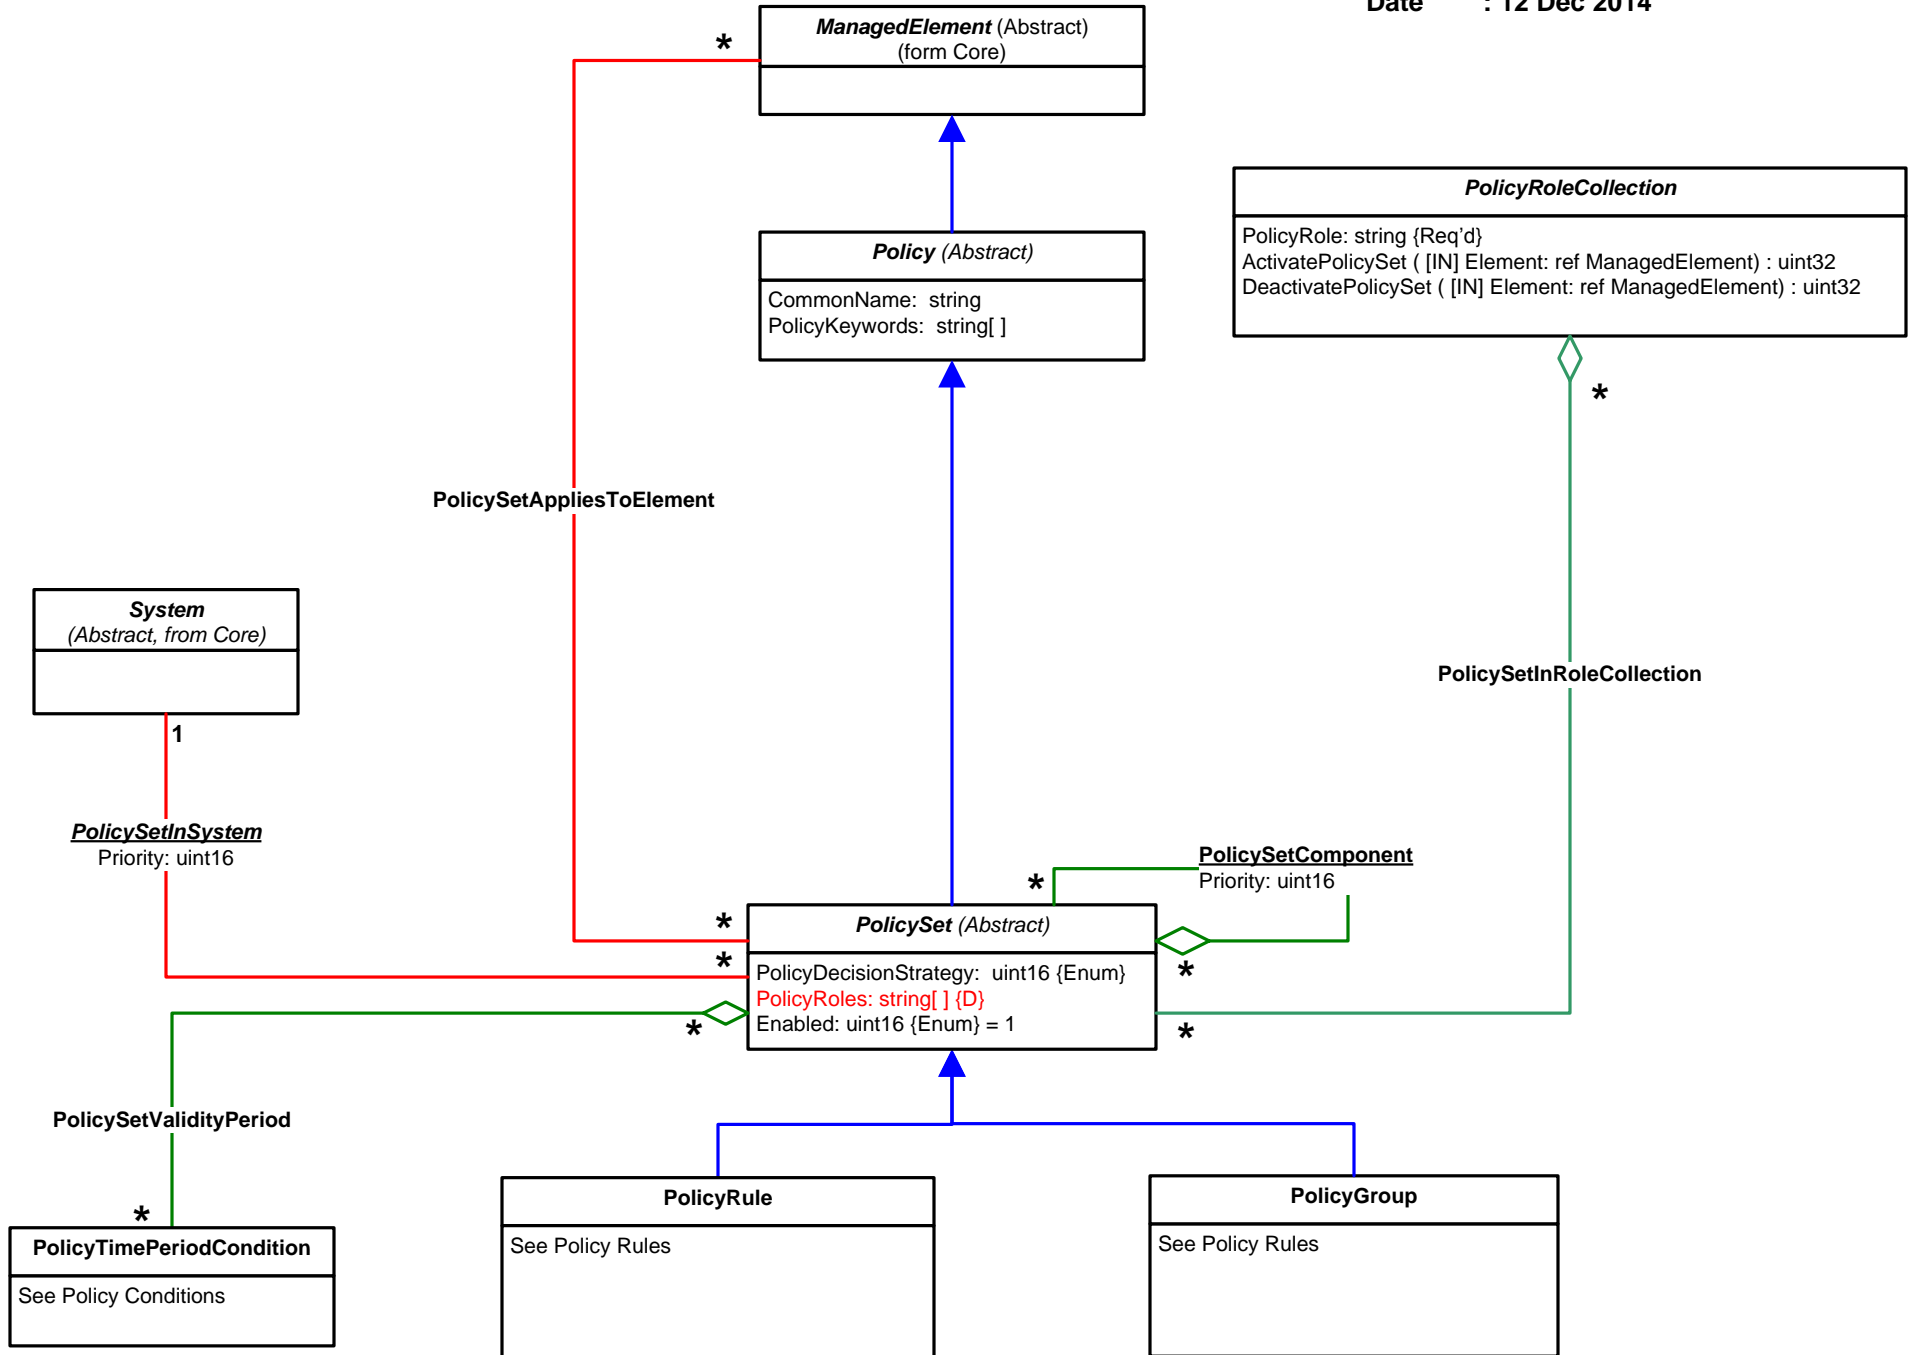 Date : 12 Dec 2014
*
ManagedElement (Abstract)
(form Core)
PolicyRoleCollection
PolicyRole: string {Req'd}
ActivatePolicySet ( [IN] Element: ref ManagedElement) : uint32
DeactivatePolicySet ( [IN] Element: ref ManagedElement) : uint32
*
Policy (Abstract)
CommonName: string
PolicyKeywords: string[ ]
PolicySetAppliesToElement
System
(Abstract, from Core)
1
PolicySetInRoleCollection
PolicySetInSystem
Priority: uint16
PolicySetComponent
Priority: uint16
*
*
*
PolicySet (Abstract)
PolicyDecisionStrategy: uint16 {Enum}
PolicyRoles: string[ ] {D}
Enabled: uint16 {Enum} = 1
*
*
*
PolicySetValidityPeriod
*
PolicyTimePeriodCondition
See Policy Conditions
PolicyRule
See Policy Rules
PolicyGroup
See Policy Rules